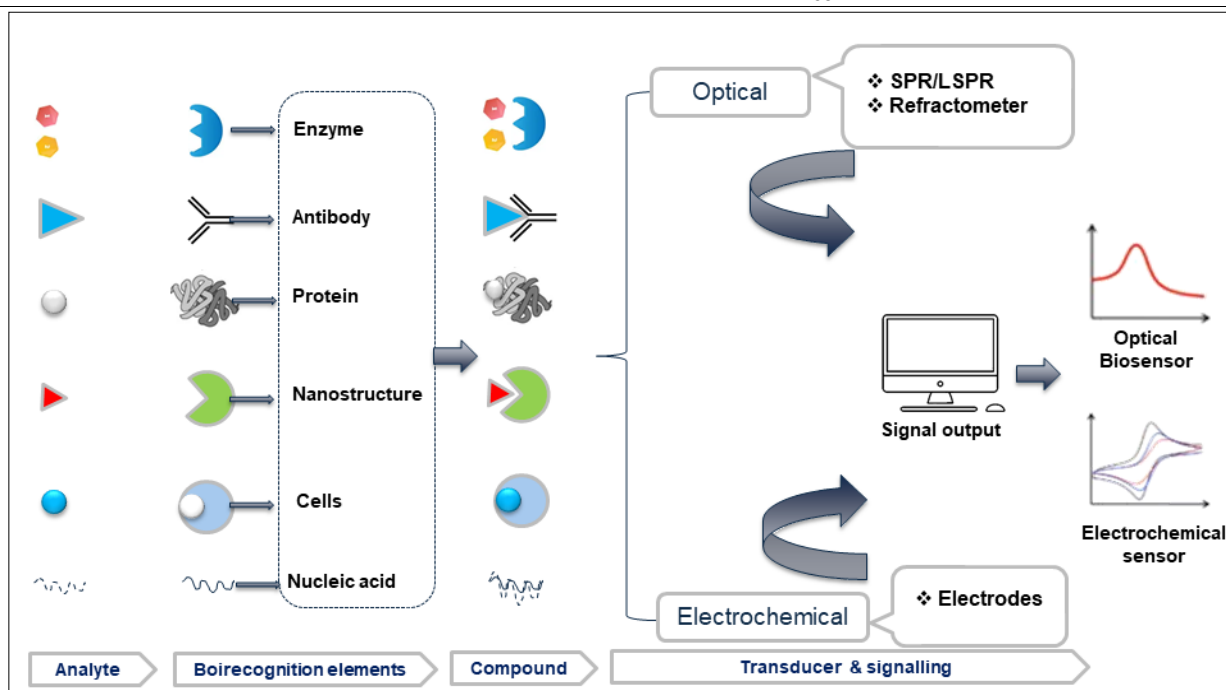 Optical
❖ SPR/LSPR
❖ Refractometer
Enzyme
Antibody
Protein
Nanostructure
Cells
Nucleic acid
Signal output
Optical
Biosensor
Electrochemical
sensor
Electrochemical
❖ Electrodes
Analyte
Boirecognition elements
Compound
Transducer & signalling